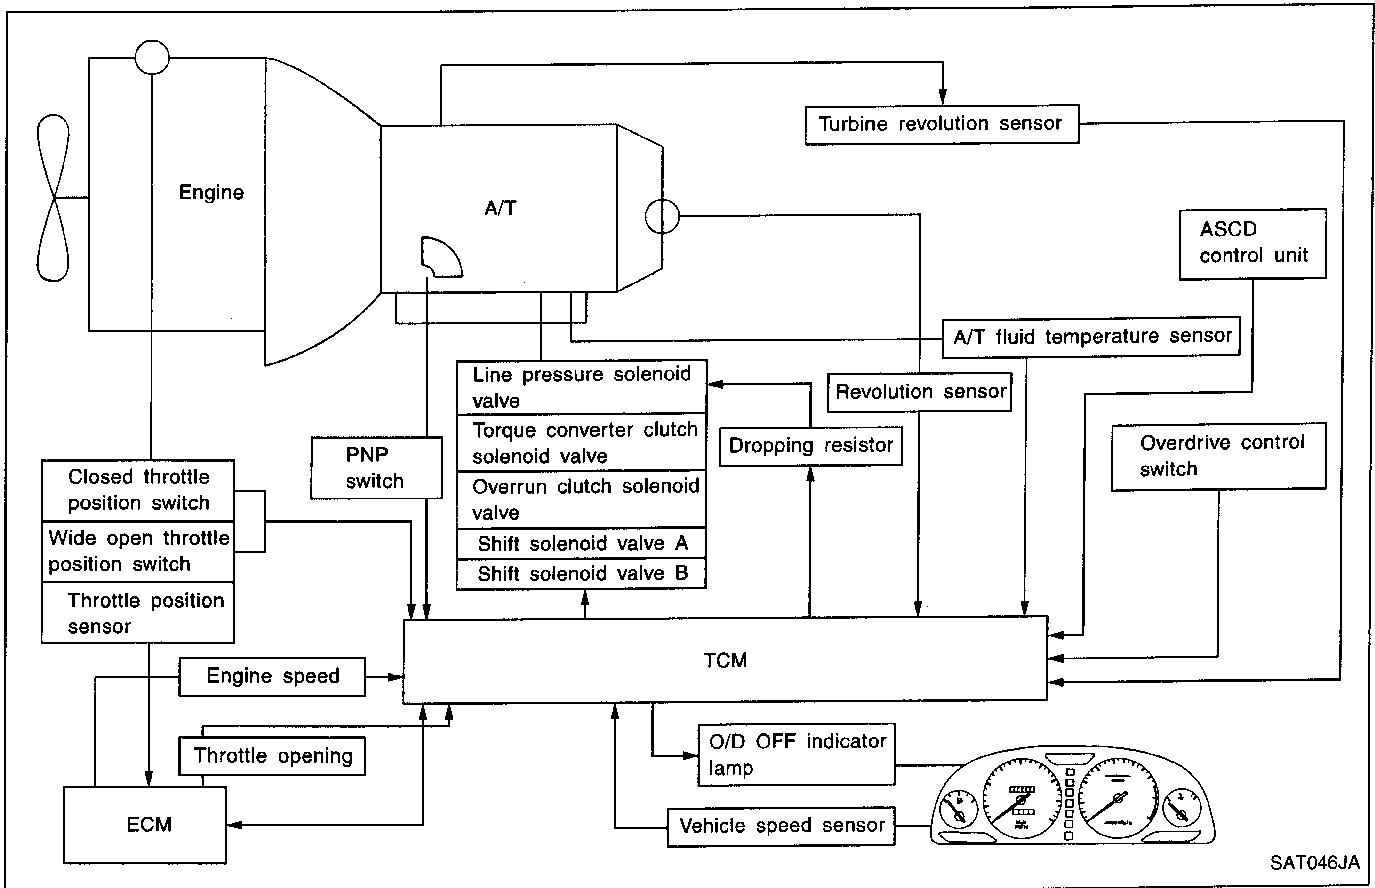 Turbine revolution sensor
Engine
A/T
ASCD
control unit
A/T fluid temperature sensor
Line pressure solenoid
valve
Revolution sensor
Torque converter clutch
solenoid valve
Dropping resistor
Overdrive control
switch
PNP
switch
Closed throttle
position switch
Overrun clutch solenoid
valve
Wide open throttle
position switch
Shift solenoid valve A
Shift solenoid valve B
Throttle position
sensor
TCM
Engine speed
Throttle opening
O/D OFF indicator
lamp
ECM
Vehicle speed sensor
SAT046JA